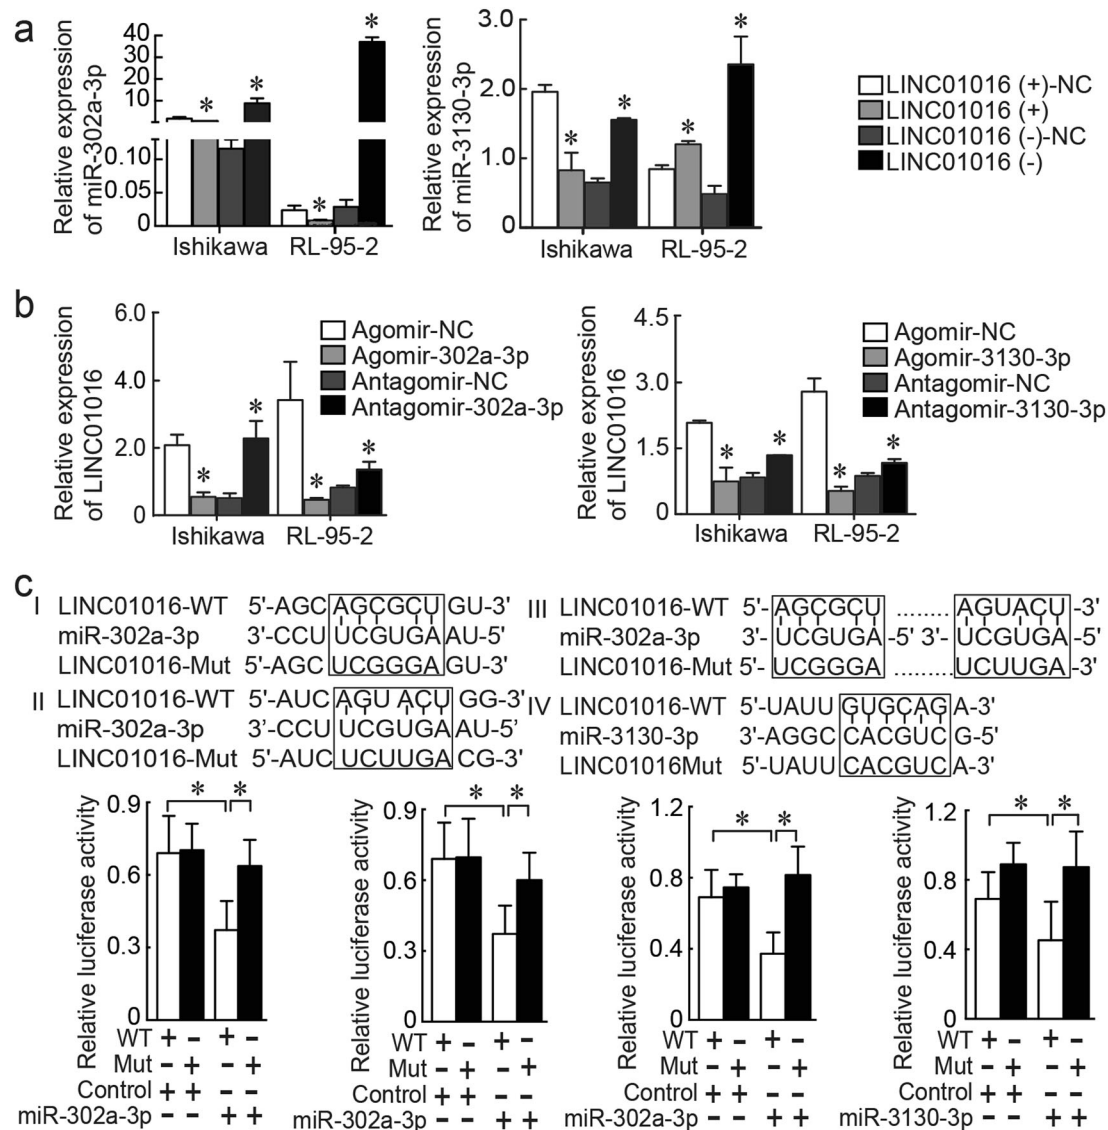 a
Relative expression
of miR-302a-3p
40
30
20
10
0.10
0.05
0
* * * *
Ishikawa RL-95-2
Relative expression
of miR-3130-3p
3.0
2.0
1.0
0
* * * *
Ishikawa RL-95-2
LINC01016 (+)-NC
LINC01016 (+)
LINC01016 (-)-NC
LINC01016 (-)
b
Relative expression
of LINC01016
6.0
4.0
2.0
0
* * * *
Ishikawa RL-95-2
Agomir-NC
Agomir-302a-3p
Antagomir-NC
Antagomir-302a-3p
Relative expression
of LINC01016
4.5
3.0
1.5
0
* * * *
Ishikawa RL-95-2
Agomir-NC
Agomir-3130-3p
Antagomir-NC
Antagomir-3130-3p
c
I LINC01016-WT 5'-AGC AGCGCU GU-3'
miR-302a-3p 3'-CCU UCGUGA AU-5'
LINC01016-Mut 5'-AGC UCGGGA GU-3'
II LINC01016-WT 5'-AUC AGU ACU GG-3'
miR-302a-3p 3'-CCU UCGUGA AU-5'
LINC01016-Mut 5'-AUC UCUUGA CG-3'
III LINC01016-WT 5'-AGCGCU ........ AGUACU-3'
miR-302a-3p 3'-UCGUGA-5' 3'-UCGUGA-5'
LINC01016-Mut 5'-UCGGGA ......... UCUUGA-3'
IV LINC01016-WT 5'-UAUU GUGCAG A-3'
miR-3130-3p 3'-AGGC CACGUC G-5'
LINC01016Mut 5'-UAUU CACGUC A-3'
Relative luciferase activity
0.9
0.6
0.3
0
* *
WT + - + -
Mut - + - +
Control + + - -
miR-302a-3p - - + +
Relative luciferase activity
0.9
0.6
0.3
0
* *
WT + - + -
Mut - + - +
Control + + - -
miR-302a-3p - - + +
Relative luciferase activity
1.2
0.8
0.4
0
* *
WT + - + -
Mut - + - +
Control + + - -
miR-302a-3p - - + +
Relative luciferase activity
1.2
0.8
0.4
0
* *
WT + - + -
Mut - + - +
Control + + - -
miR-3130-3p - - + +